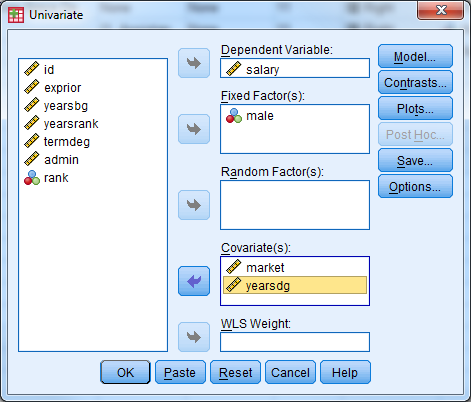 Univariate
Dependent Variable:
id
exprior
yearsbg
yearsrank
termdeg
admin
rank
salary
Fixed Factor(s):
male
Random Factor(s):
Covariate(s):
market
yearsdg
WLS Weight:
Model...
Contrasts...
Plots...
Post Hoc...
Save...
Options...
OK
Paste
Reset
Cancel
Help